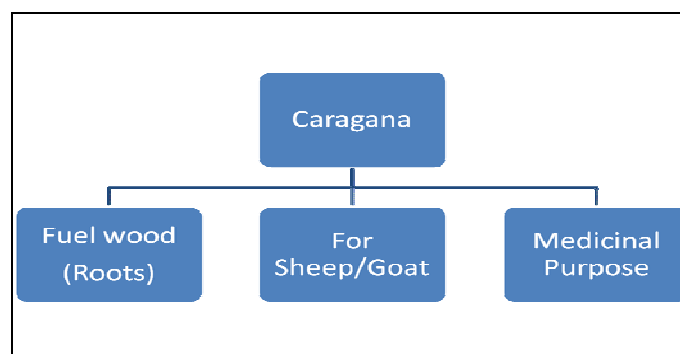 Caragana
Fuel wood
(Roots)
For
Sheep/Goat
Medicinal
Purpose